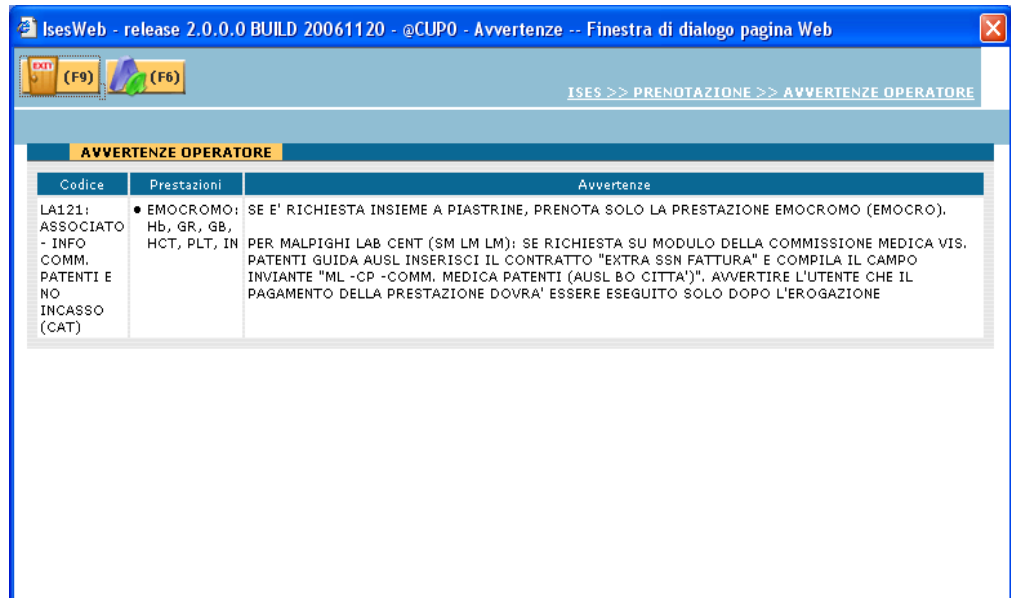 IsesWeb - release 2.0.0.0 BUILD 20061120 - @CUP0 - Avvertenze -- Finestra di dialogo pagina Web
EXIT (F9) (F6)
ISES >> PRENOTAZIONE >> AVVERTENZE OPERATORE
AVVERTENZE OPERATORE
Codice Prestazioni Avvertenze
LA121:
ASSOCIATO
- INFO
COMM.
PATENTI E
NO
INCASSO
(CAT)
● EMOCROMO:
Hb, GR, GB,
HCT, PLT, IN
SE E' RICHIESTA INSIEME A PIASTRINE, PRENOTA SOLO LA PRESTAZIONE EMOCROMO (EMOCRO).
PER MALPIGHI LAB CENT (SM LM LM): SE RICHIESTA SU MODULO DELLA COMMISSIONE MEDICA VIS.
PATENTI GUIDA AUSL INSERISCI IL CONTRATTO "EXTRA SSN FATTURA" E COMPILA IL CAMPO
INVIANTE "ML -CP -COMM. MEDICA PATENTI (AUSL BO CITTA')". AVVERTIRE L'UTENTE CHE IL
PAGAMENTO DELLA PRESTAZIONE DOVRA' ESSERE ESEGUITO SOLO DOPO L'EROGAZIONE